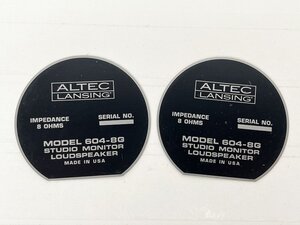 ALTEC
LANSING
IMPEDANCE
8 OHMS
SERIAL NO.
MODEL 604-8G
STUDIO MONITOR
LOUDSPEAKER
MADE IN USA
ALTEC
LANSING
IMPEDANCE
8 OHMS
SERIAL NO.
MODEL 604-8G
STUDIO MONITOR
LOUDSPEAKER
MADE IN USA